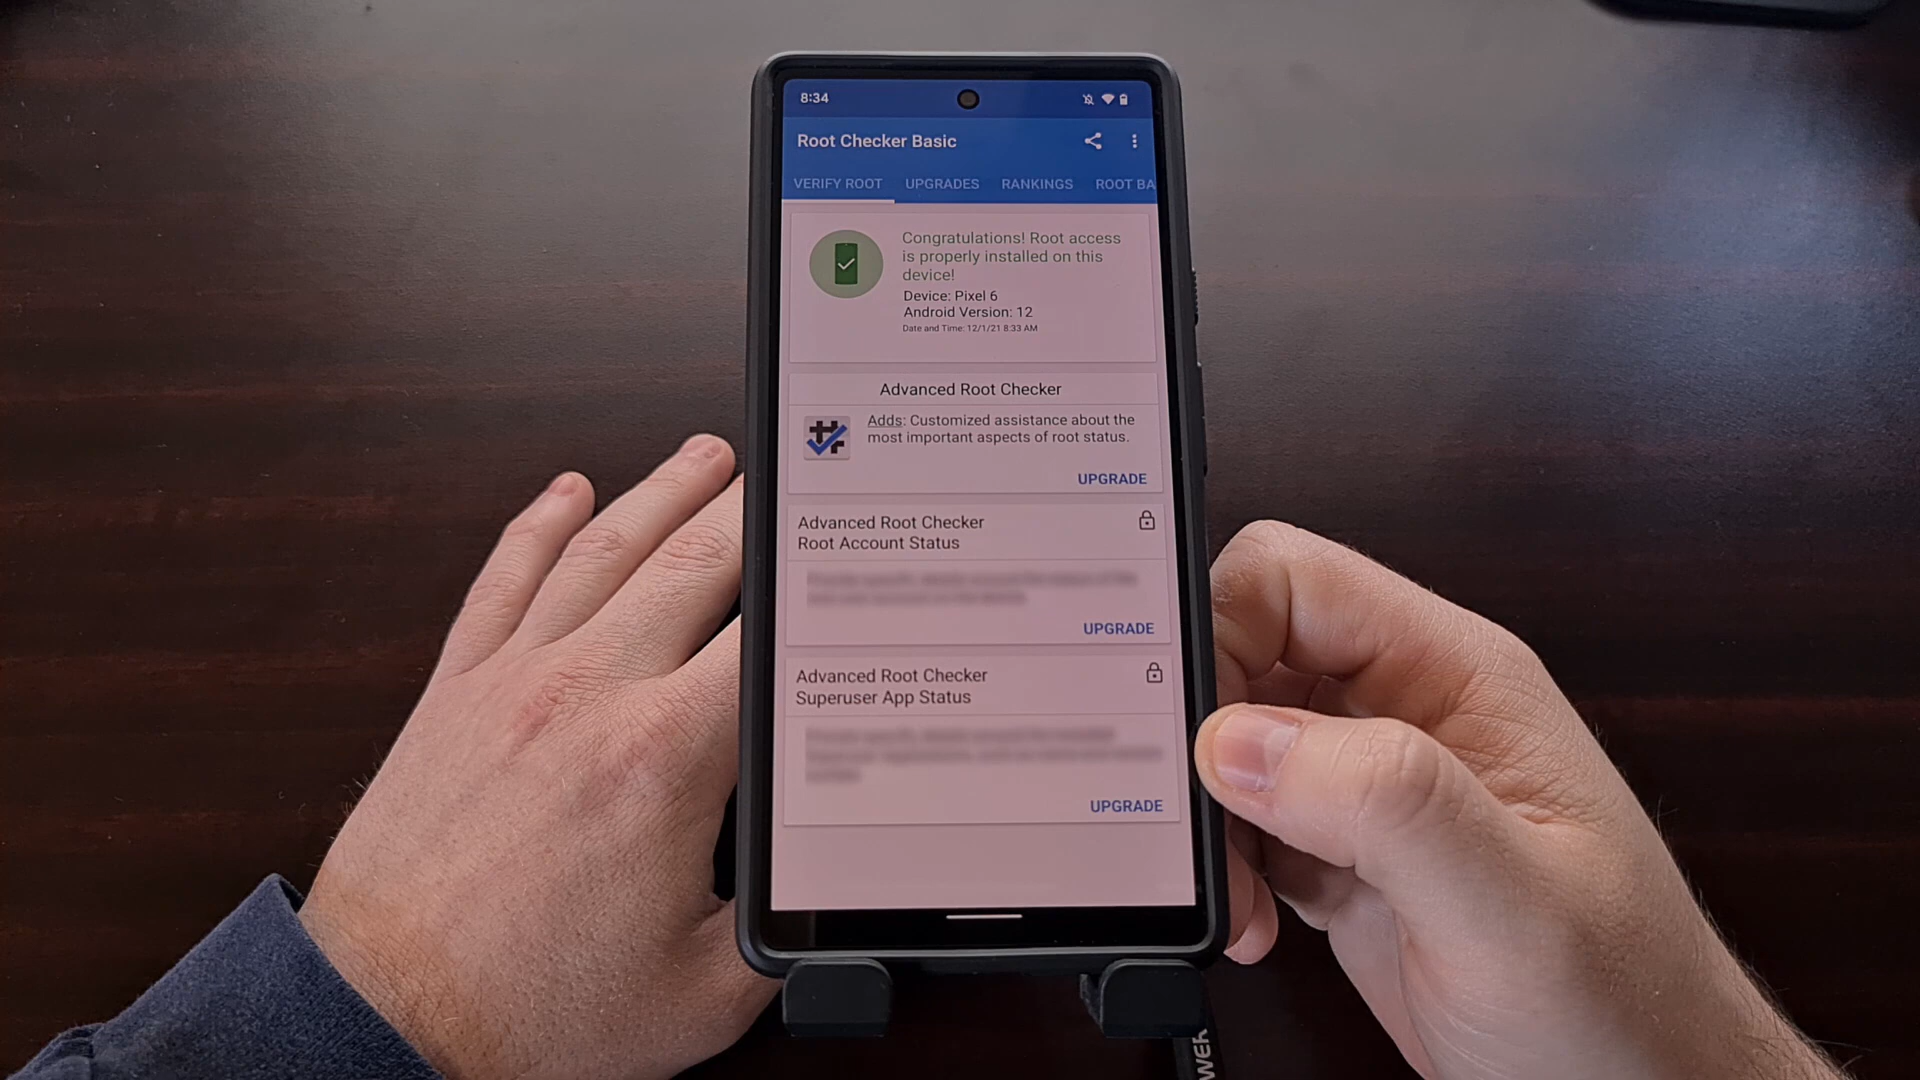 8:34
Root Checker Basic
VERIFY ROOT UPGRADES RANKINGS ROOT BA
Congratulations! Root access
is properly installed on this
device!
Device: Pixel 6
Android Version: 12
Date and Time: 12/1/21 8:33 AM
Advanced Root Checker
Adds: Customized assistance about the
most important aspects of root status.
UPGRADE
Advanced Root Checker
Root Account Status
UPGRADE
Advanced Root Checker
Superuser App Status
UPGRADE
WER